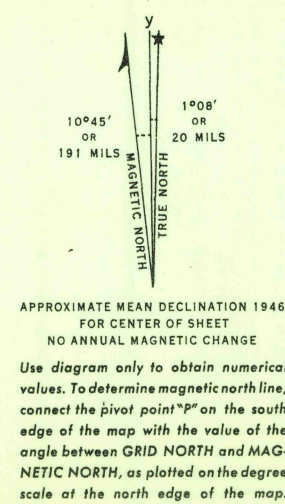 y
10°45'
OR
191 MILS
1°08'
OR
20 MILS
MAGNETIC NORTH
TRUE NORTH
APPROXIMATE MEAN DECLINATION 1946
FOR CENTER OF SHEET
NO ANNUAL MAGNETIC CHANGE
Use diagram only to obtain numerical
values. To determine magnetic north line,
connect the pivot point "P" on the south
edge of the map with the value of the
angle between GRID NORTH and MAG-
NETIC NORTH, as plotted on the degree
scale at the north edge of the map.